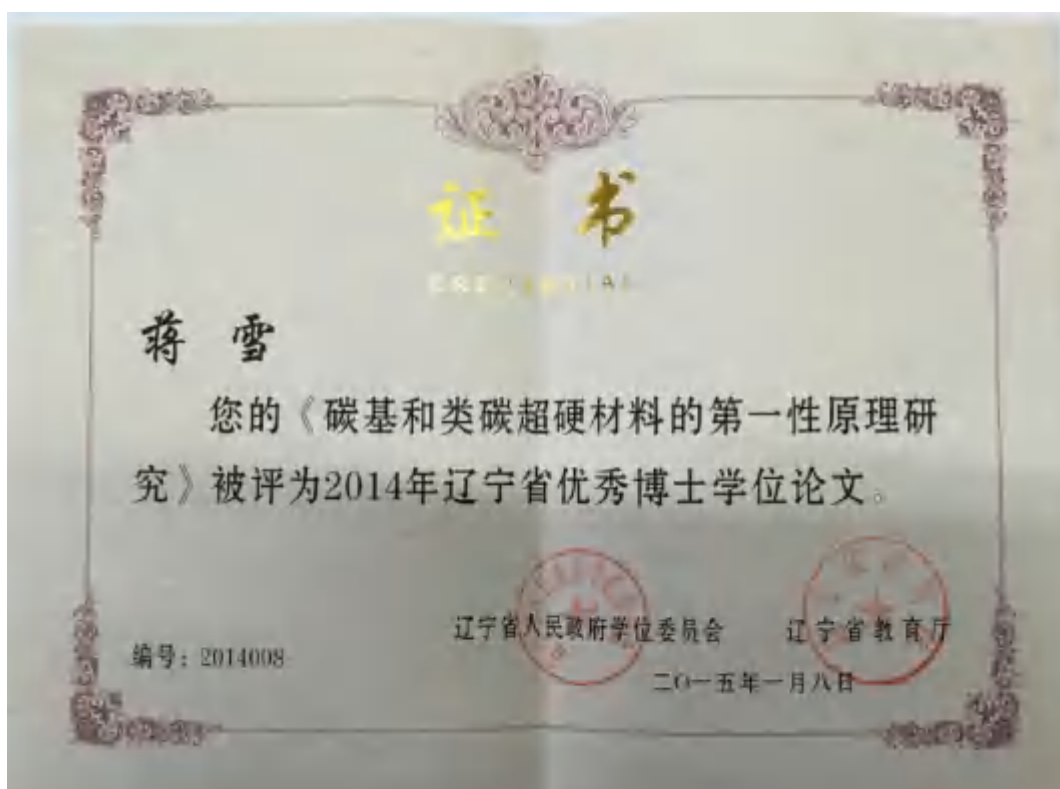 证 书
CREDENTIAL
蒋 雪
您的《碳基和类碳超硬材料的第一性原理研
究》被评为2014年辽宁省优秀博士学位论文。
辽宁省人民政府学位委员会 辽宁省教育厅
编号：2014008
二〇一五年一月八日